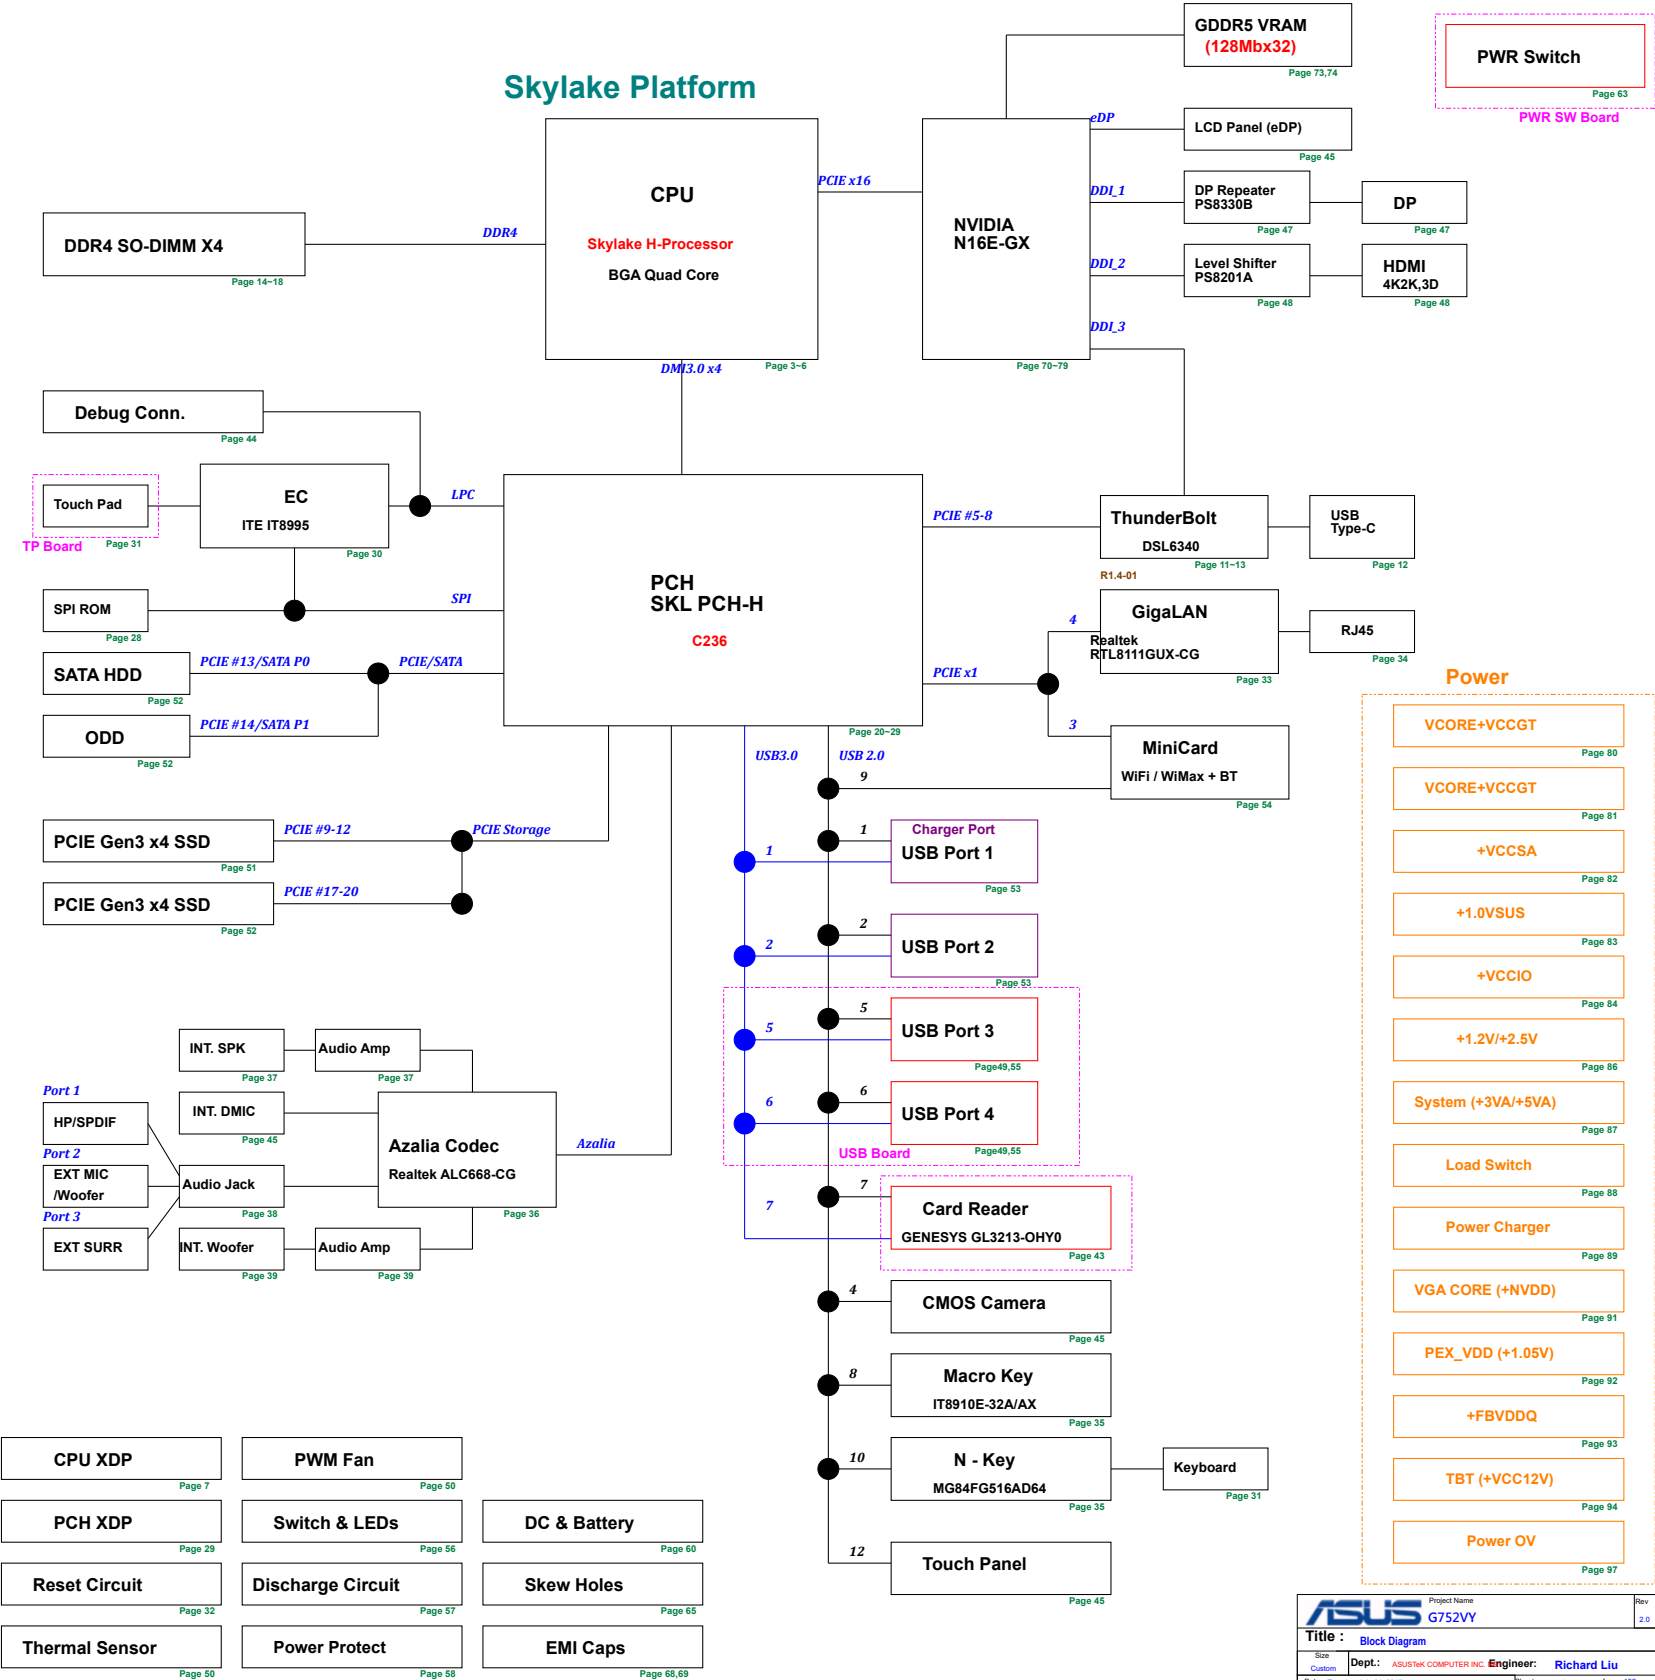 GDDR5 VRAM
(128Mbx32)
Page 73,74
PWR Switch
Page 63
PWR SW Board
Skylake Platform
eDP
LCD Panel (eDP)
Page 45
CPU
Skylake H-Processor
BGA Quad Core
Page 3~6
PCIE x16
NVIDIA
N16E-GX
Page 70~79
DDI_1
DP Repeater
PS8330B
Page 47
DP
Page 47
DDI_2
Level Shifter
PS8201A
Page 48
HDMI
4K2K,3D
Page 48
DDI_3
DDR4 SO-DIMM X4
Page 14~18
DDR4
DMI3.0 x4
Debug Conn.
Page 44
Touch Pad
Page 31
TP Board
EC
ITE IT8995
Page 30
LPC
SPI ROM
Page 28
SPI
SATA HDD
Page 52
PCIE #13/SATA P0
PCIE/SATA
ODD
Page 52
PCIE #14/SATA P1
PCH
SKL PCH-H
C236
Page 20~29
PCIE #5-8
ThunderBolt
DSL6340
Page 11~13
USB
Type-C
Page 12
R1.4-01
PCIE x1
4
GigaLAN
Realtek
RTL8111GUX-CG
Page 33
RJ45
Page 34
3
MiniCard
WiFi / WiMax + BT
Page 54
PCIE Gen3 x4 SSD
Page 51
PCIE #9-12
PCIE Storage
PCIE Gen3 x4 SSD
Page 52
PCIE #17-20
USB3.0
USB 2.0
9
1
1
Charger Port
USB Port 1
Page 53
2
2
USB Port 2
Page 53
5
5
USB Port 3
Page49,55
6
6
USB Port 4
Page49,55
USB Board
7
7
Card Reader
GENESYS GL3213-OHY0
Page 43
4
CMOS Camera
Page 45
8
Macro Key
IT8910E-32A/AX
Page 35
10
N - Key
MG84FG516AD64
Page 35
Keyboard
Page 31
12
Touch Panel
Page 45
INT. SPK
Page 37
Audio Amp
Page 37
Port 1
HP/SPDIF
INT. DMIC
Page 45
Port 2
EXT MIC
/Woofer
Audio Jack
Page 38
Port 3
EXT SURR
INT. Woofer
Page 39
Audio Amp
Page 39
Azalia Codec
Realtek ALC668-CG
Page 36
Azalia
Power
VCORE+VCCGT
Page 80
VCORE+VCCGT
Page 81
+VCCSA
Page 82
+1.0VSUS
Page 83
+VCCIO
Page 84
+1.2V/+2.5V
Page 86
System (+3VA/+5VA)
Page 87
Load Switch
Page 88
Power Charger
Page 89
VGA CORE (+NVDD)
Page 91
PEX_VDD (+1.05V)
Page 92
+FBVDDQ
Page 93
TBT (+VCC12V)
Page 94
Power OV
Page 97
CPU XDP
Page 7
PWM Fan
Page 50
PCH XDP
Page 29
Switch & LEDs
Page 56
DC & Battery
Page 60
Reset Circuit
Page 32
Discharge Circuit
Page 57
Skew Holes
Page 65
Thermal Sensor
Page 50
Power Protect
Page 58
EMI Caps
Page 68,69
ASUS
Project Name
G752VY
Rev
2.0
Title :
Block Diagram
Size
Custom
Dept.:
ASUSTeK COMPUTER INC.
Engineer:
Richard Liu